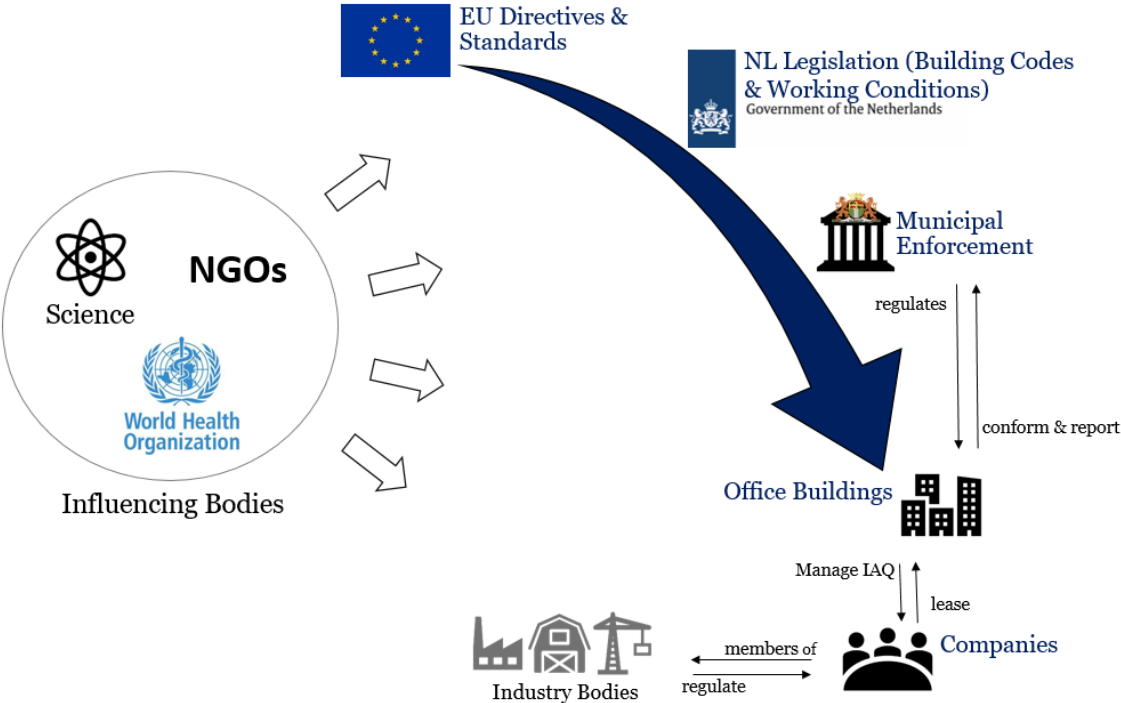 EU Directives &
Standards
NL Legislation (Building Codes
& Working Conditions)
Government of the Netherlands
Municipal
Enforcement
regulates
conform & report
Science
NGOs
World Health
Organization
Influencing Bodies
Office Buildings
Manage IAQ
lease
Companies
members of
regulate
Industry Bodies